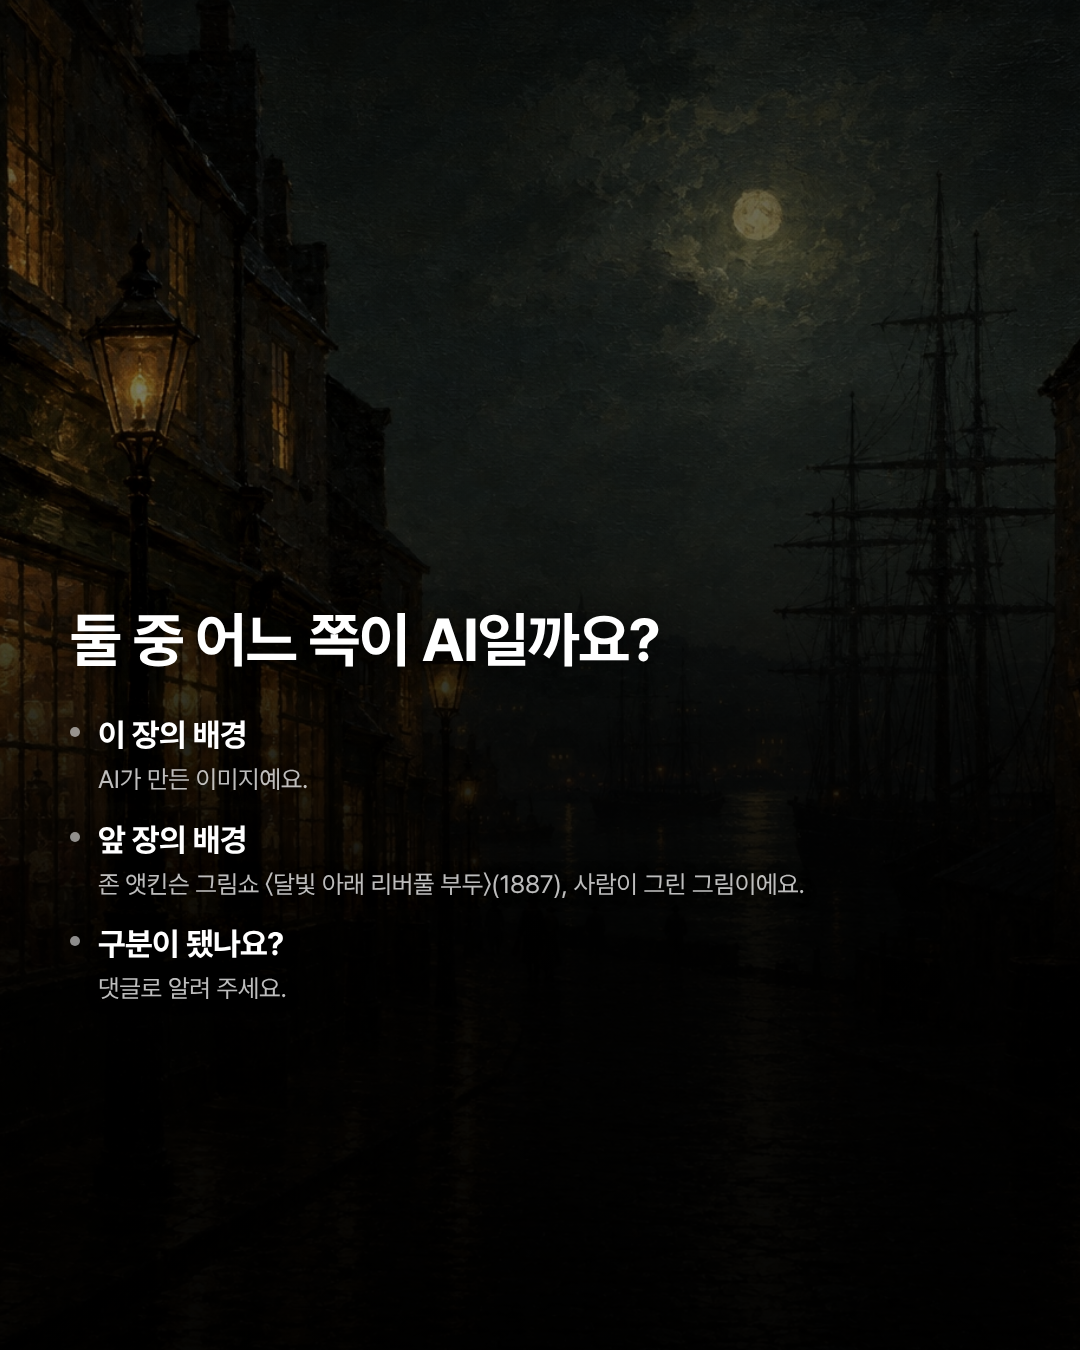 둘 중 어느 쪽이 AI일까요?
이 장의 배경
AI가 만든 이미지예요.
앞 장의 배경
존 앳킨슨 그림쇼 〈달빛 아래 리버풀 부두〉(1887), 사람이 그린 그림이에요.
구분이 됐나요?
댓글로 알려 주세요.